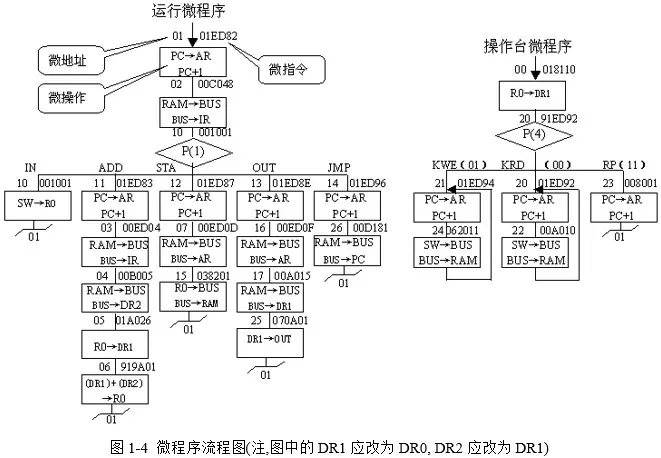 运行微程序
01 01ED82
微地址
PC→AR
PC+1
微指令
微操作
02 00C048
RAM→BUS
BUS→IR
10 001001
P(1)
IN ADD STA OUT JMP
10 001001 11 01ED83 12 01ED87 13 01ED8E 14 01ED96
SW→R0 PC→AR PC→AR PC→AR PC→AR
PC+1 PC+1 PC+1 PC+1
01 03 00ED04 07 00ED0D 16 00ED0F 26 00D181
RAM→BUS RAM→BUS RAM→BUS RAM→BUS
BUS→IR BUS→AR BUS→AR BUS→PC
04 00B005 15 038201 17 00A015 01
RAM→BUS R0→BUS RAM→BUS
BUS→DR2 BUS→RAM BUS→DR1
05 01A026 01 25 070A01
R0→DR1 DR1→OUT
06 919A01 01
(DR1)+(DR2)
→R0
01
操作台微程序
00 018110
R0→DR1
20 91ED92
P(4)
KWE(01) KRD (00) RP(11)
21 01ED94 20 01ED92 23 008001
PC→AR PC→AR PC→AR
PC+1 PC+1 PC+1
24 062011 22 00A010 01
SW→BUS SW→BUS
BUS→RAM BUS→RAM
图 1-4 微程序流程图(注,图中的 DR1 应改为 DR0, DR2 应改为 DR1)